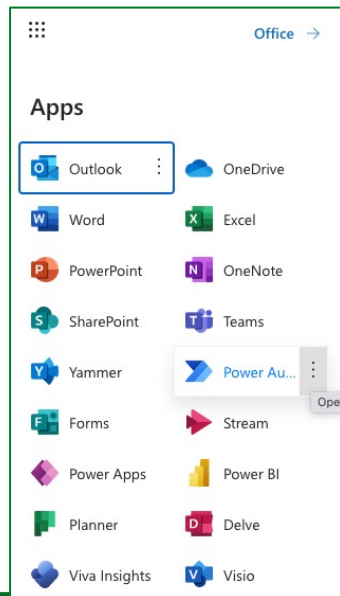 Office →
Apps
Outlook OneDrive
Word Excel
PowerPoint OneNote
SharePoint Teams
Yammer Power Au...
Ope
Forms Stream
Power Apps Power BI
Planner Delve
Viva Insights Visio